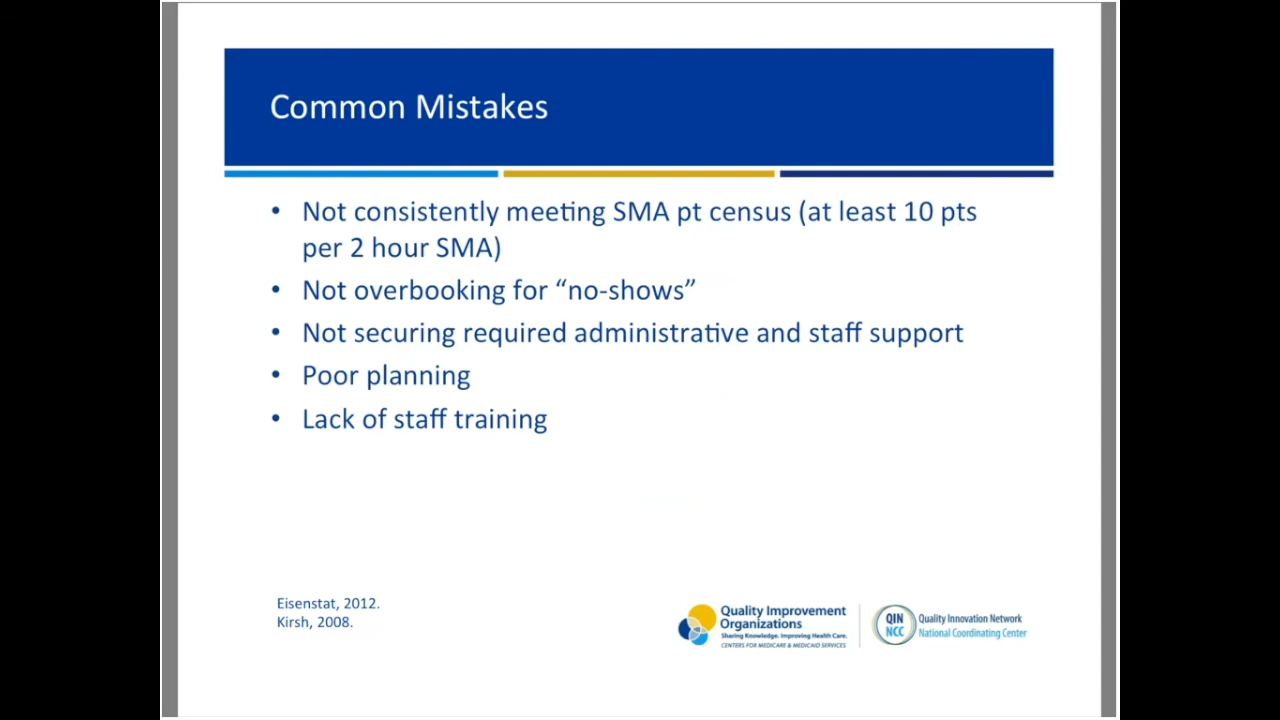 Common Mistakes
• Not consistently meeting SMA pt census (at least 10 pts
per 2 hour SMA)
• Not overbooking for “no-shows”
• Not securing required administrative and staff support
• Poor planning
• Lack of staff training
Eisenstat, 2012.
Kirsh, 2008.
Quality Improvement
Organizations
Sharing Knowledge. Improving Health Care.
CENTERS FOR MEDICARE & MEDICAID SERVICES
QIN
NCC
Quality Innovation Network
National Coordinating Center